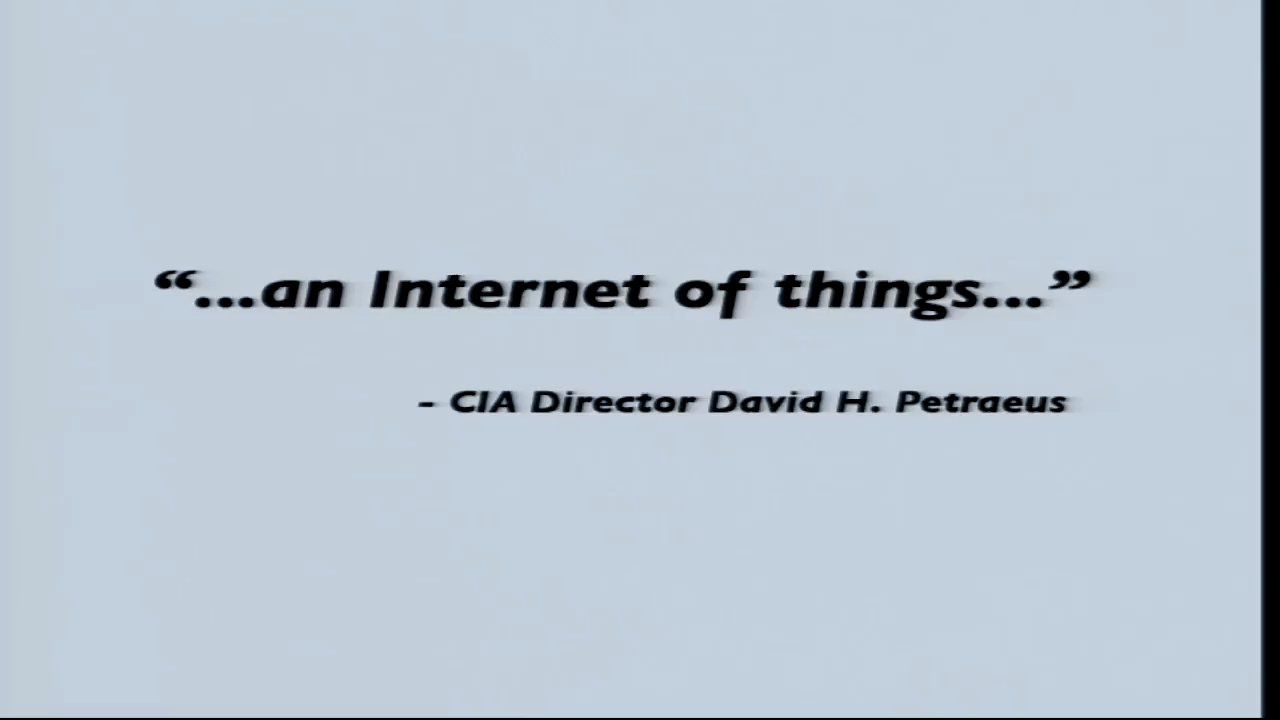 “...an Internet of things...”
- CIA Director David H. Petraeus